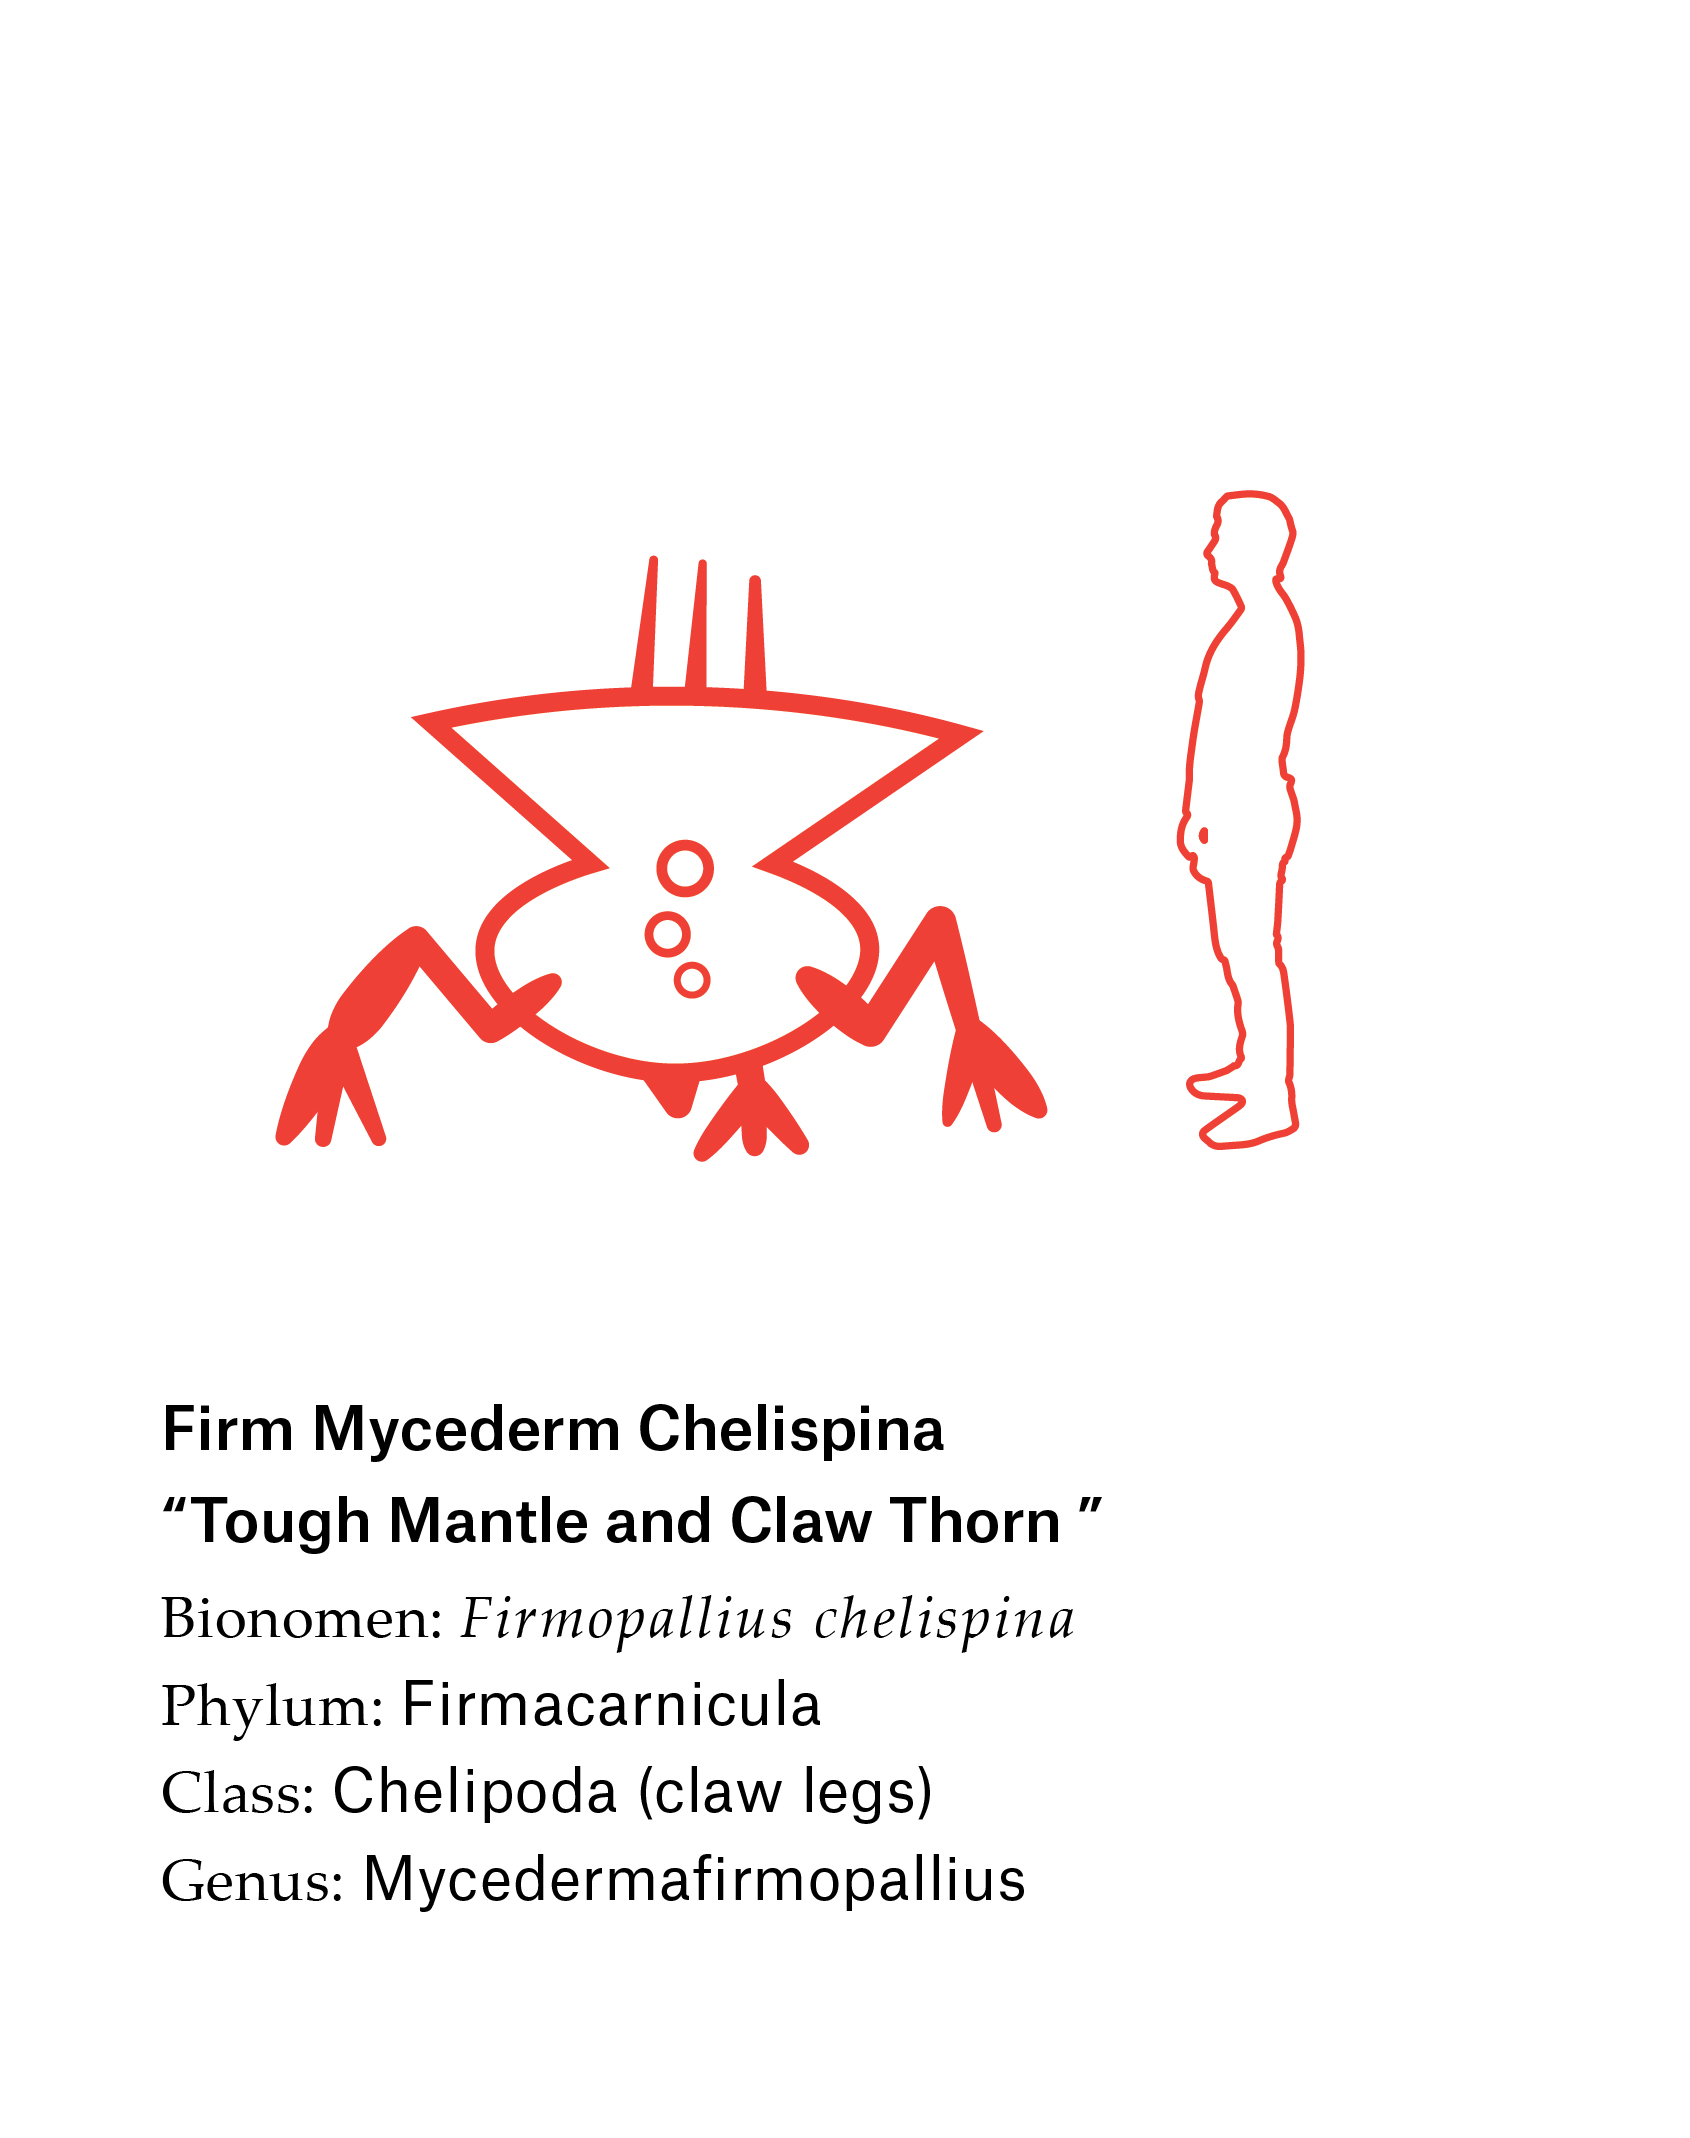 Firm Mycederm Chelispina
“Tough Mantle and Claw Thorn ”
Bionomen: Firmopallius chelispina
Phylum: Firmacarnicula
Class: Chelipoda (claw legs)
Genus: Mycedermafirmopallius